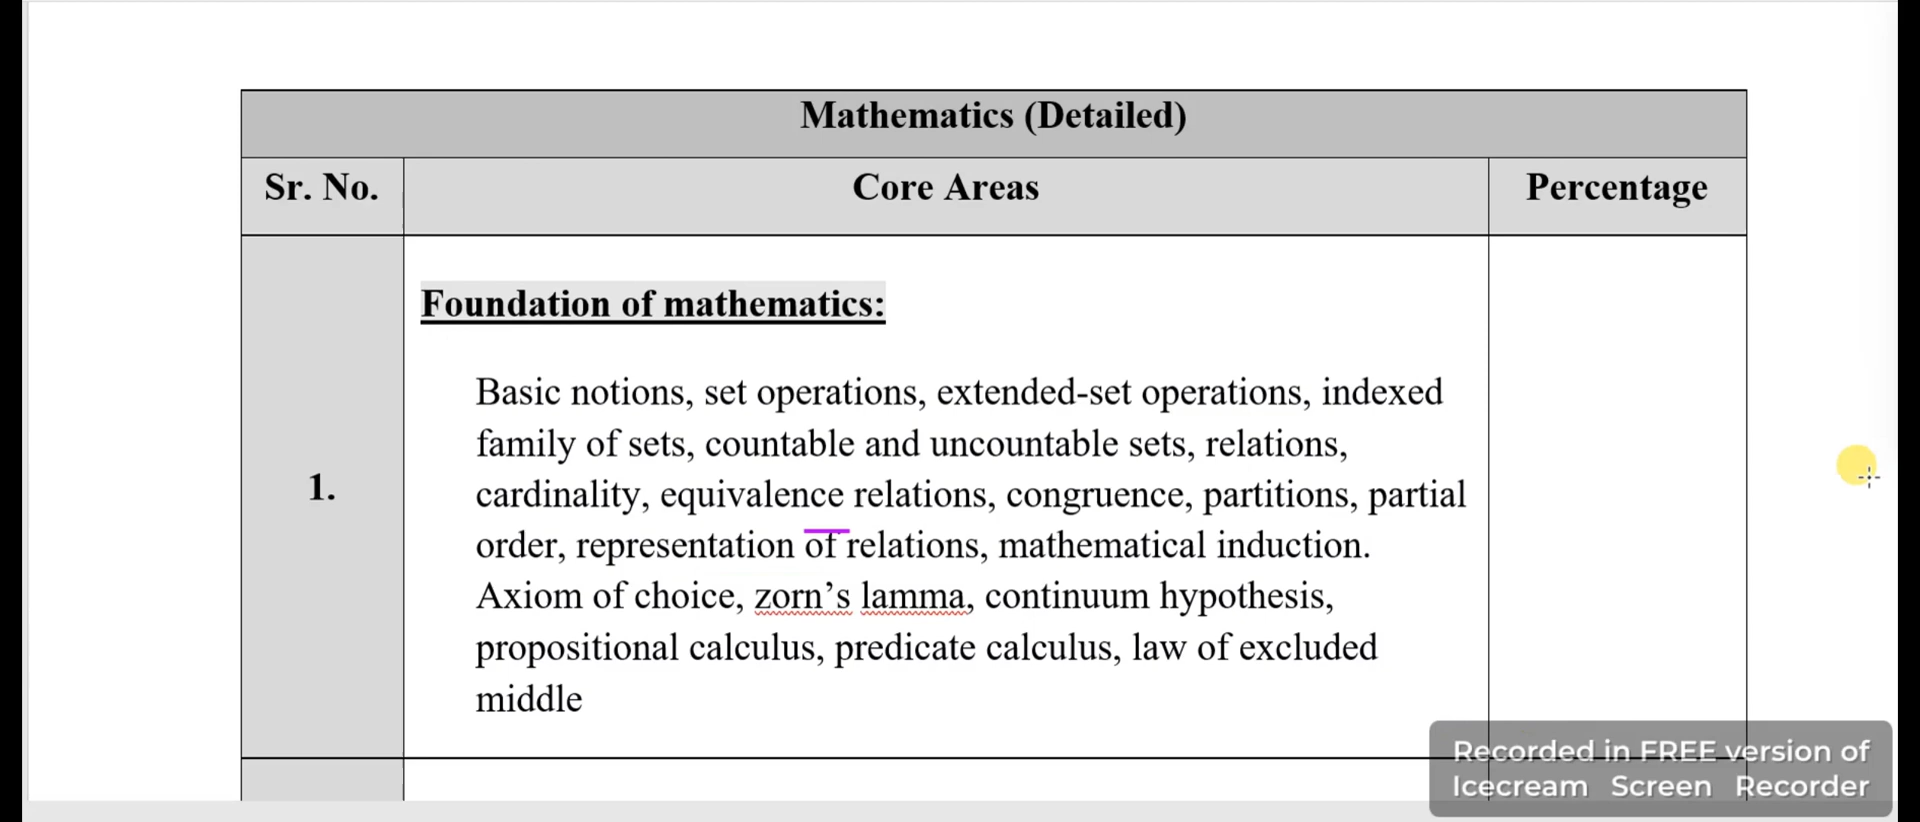 Mathematics (Detailed)
Sr. No. Core Areas Percentage
Foundation of mathematics:
Basic notions, set operations, extended-set operations, indexed
family of sets, countable and uncountable sets, relations,
1. cardinality, equivalence relations, congruence, partitions, partial
order, representation of relations, mathematical induction.
Axiom of choice, zorn’s lamma, continuum hypothesis,
propositional calculus, predicate calculus, law of excluded
middle
Recorded in FREE version of
Icecream Screen Recorder